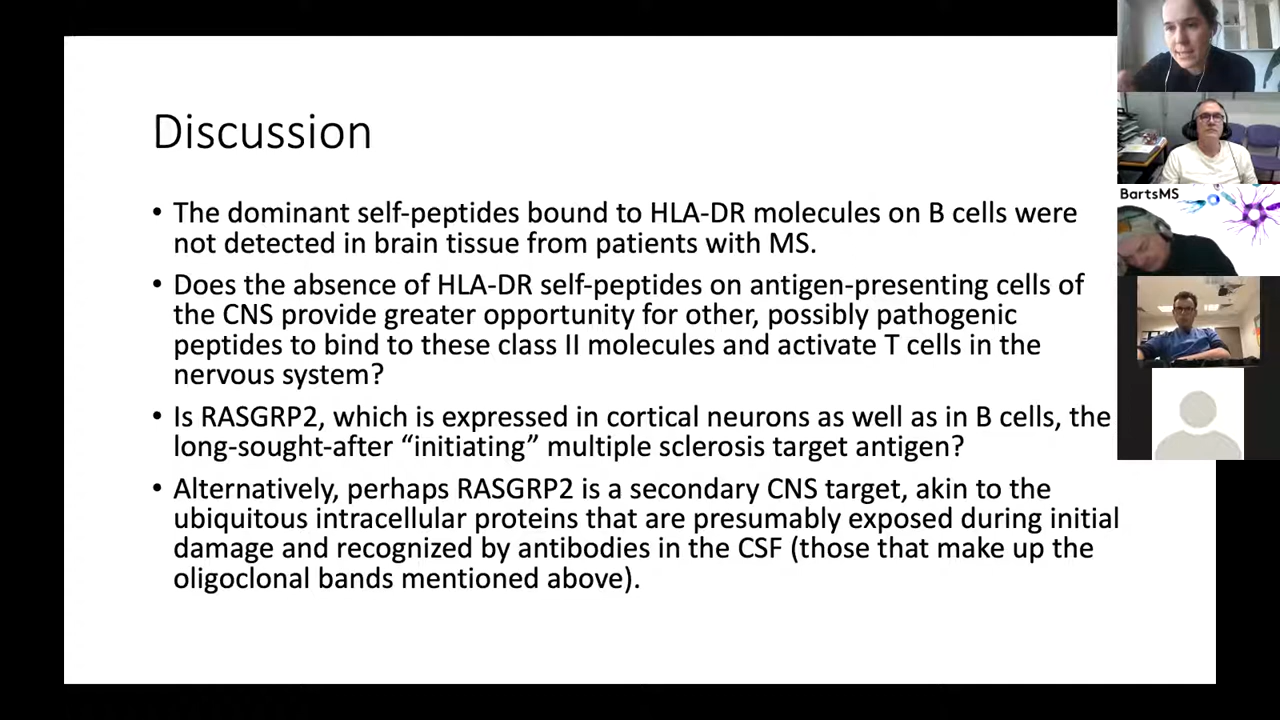 Discussion
• The dominant self-peptides bound to HLA-DR molecules on B cells were
not detected in brain tissue from patients with MS.
• Does the absence of HLA-DR self-peptides on antigen-presenting cells of
the CNS provide greater opportunity for other, possibly pathogenic
peptides to bind to these class II molecules and activate T cells in the
nervous system?
• Is RASGRP2, which is expressed in cortical neurons as well as in B cells, the
long-sought-after “initiating” multiple sclerosis target antigen?
• Alternatively, perhaps RASGRP2 is a secondary CNS target, akin to the
ubiquitous intracellular proteins that are presumably exposed during initial
damage and recognized by antibodies in the CSF (those that make up the
oligoclonal bands mentioned above).
BartsMS